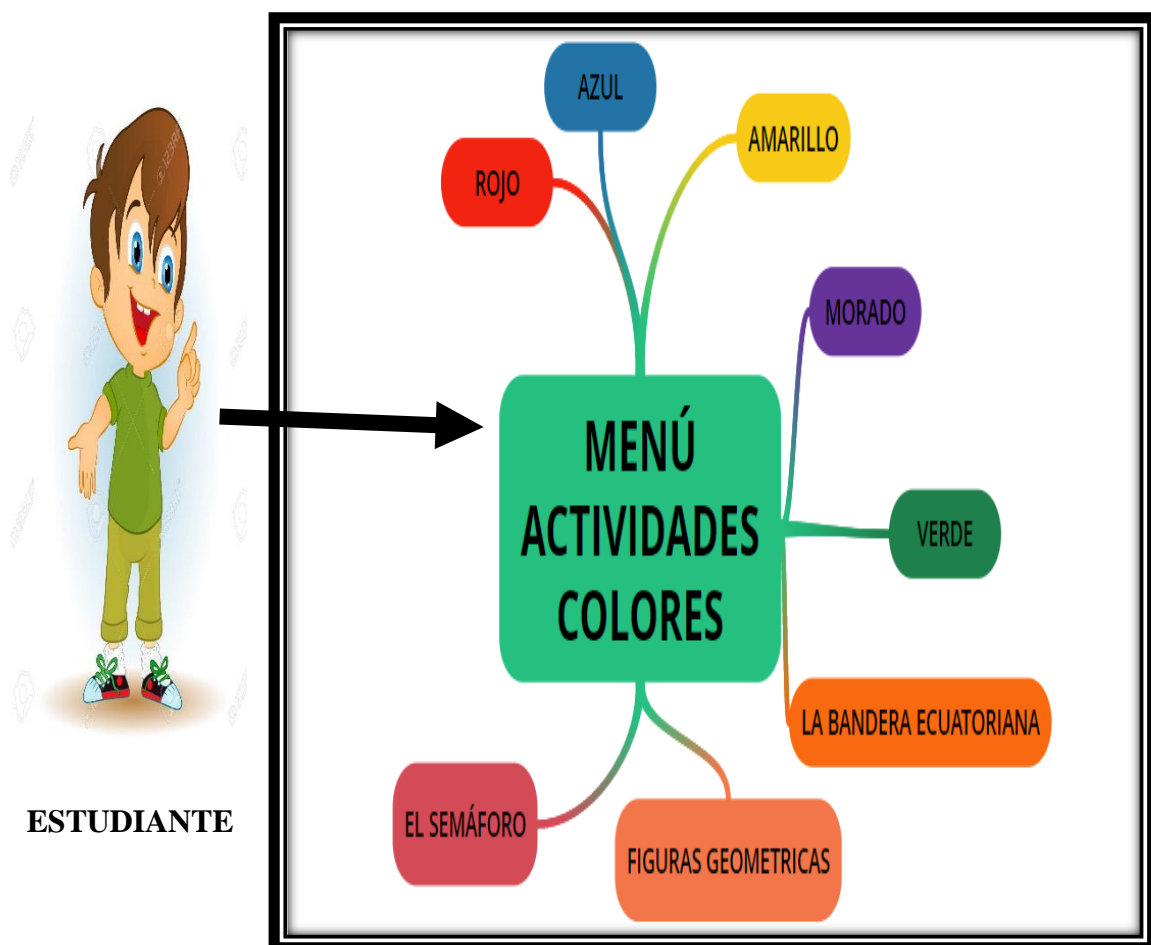 AZUL
AMARILLO
ROJO
MORADO
MENÚ
ACTIVIDADES
COLORES
VERDE
LA BANDERA ECUATORIANA
EL SEMÁFORO
FIGURAS GEOMETRICAS
ESTUDIANTE